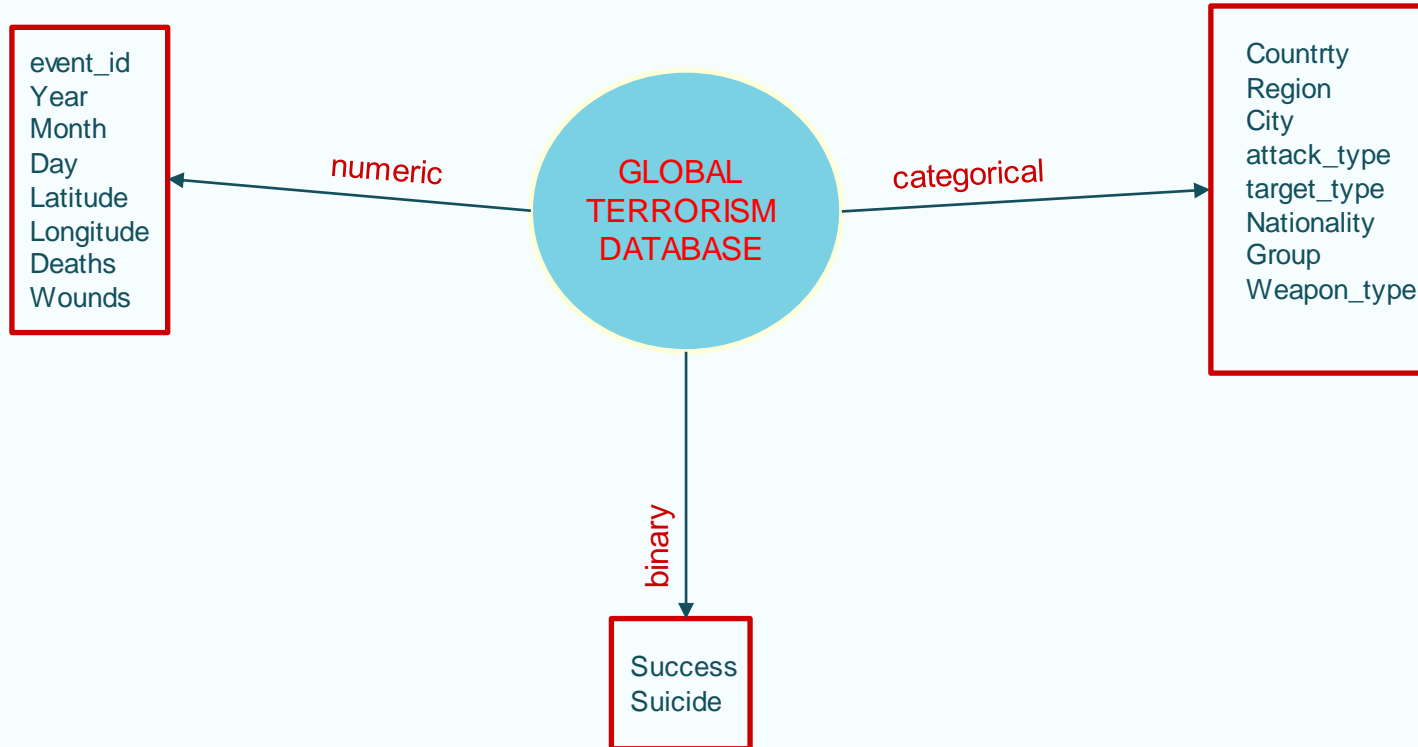 event_id
Year
Month
Day
Latitude
Longitude
Deaths
Wounds
numeric
GLOBAL
TERRORISM
DATABASE
categorical
Countrty
Region
City
attack_type
target_type
Nationality
Group
Weapon_type
binary
Success
Suicide